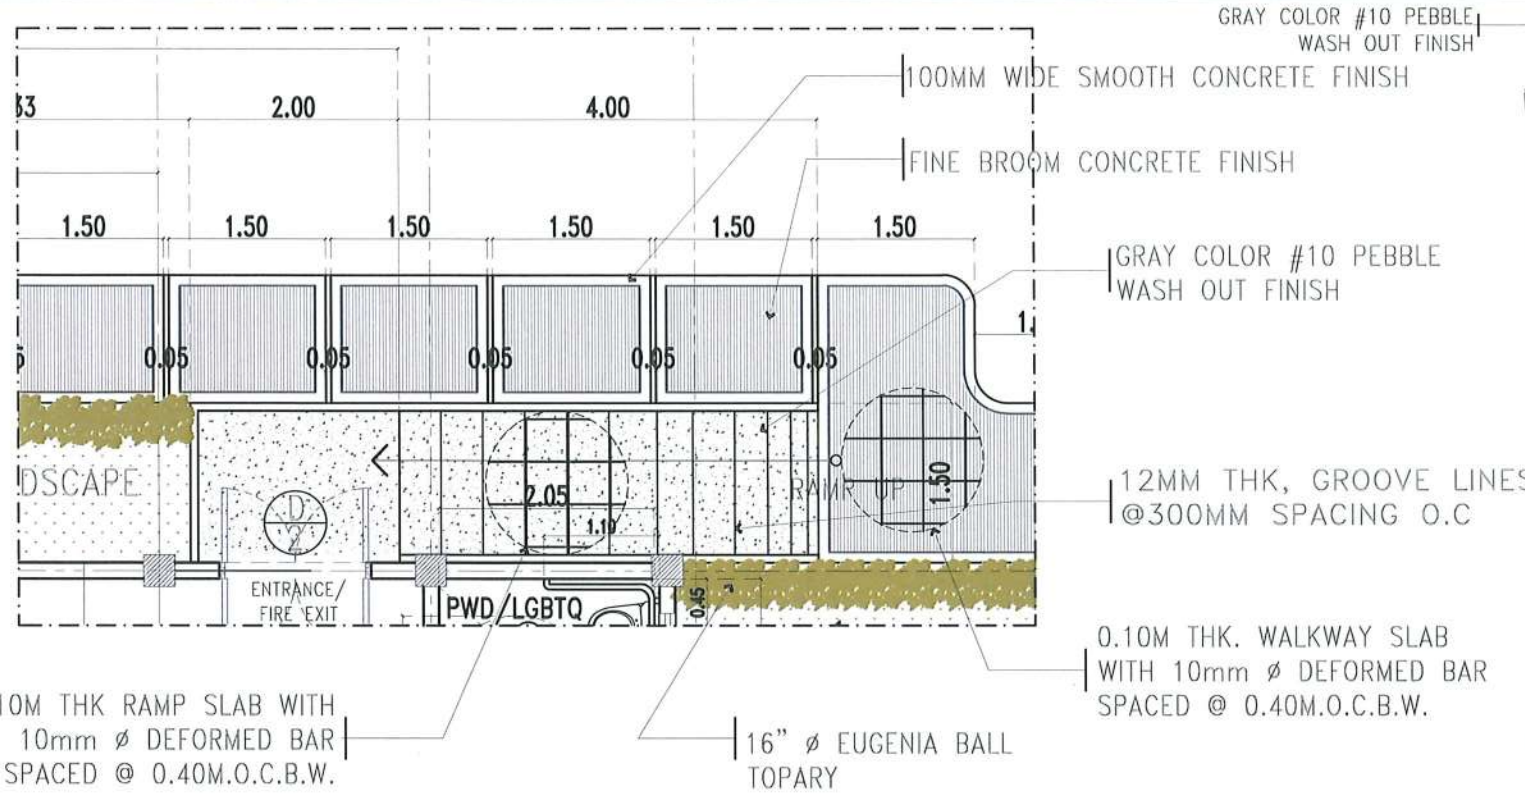 GRAY COLOR #10 PEBBLE
WASH OUT FINISH
100MM WIDE SMOOTH CONCRETE FINISH
33 2.00 4.00
FINE BROOM CONCRETE FINISH
1.50 1.50 1.50 1.50 1.50 1.50
GRAY COLOR #10 PEBBLE
WASH OUT FINISH
1.
0.05 0.05 0.05 0.05 0.05
DSCAPE
RAMP UP
1.50
12MM THK, GROOVE LINES
@300MM SPACING O.C
2.05
1.10
D
2
ENTRANCE/
FIRE EXIT
PWD/LGBTQ
0.45
0.10M THK. WALKWAY SLAB
WITH 10mm ø DEFORMED BAR
SPACED @ 0.40M.O.C.B.W.
10M THK RAMP SLAB WITH
10mm ø DEFORMED BAR
SPACED @ 0.40M.O.C.B.W.
16" ø EUGENIA BALL
TOPARY